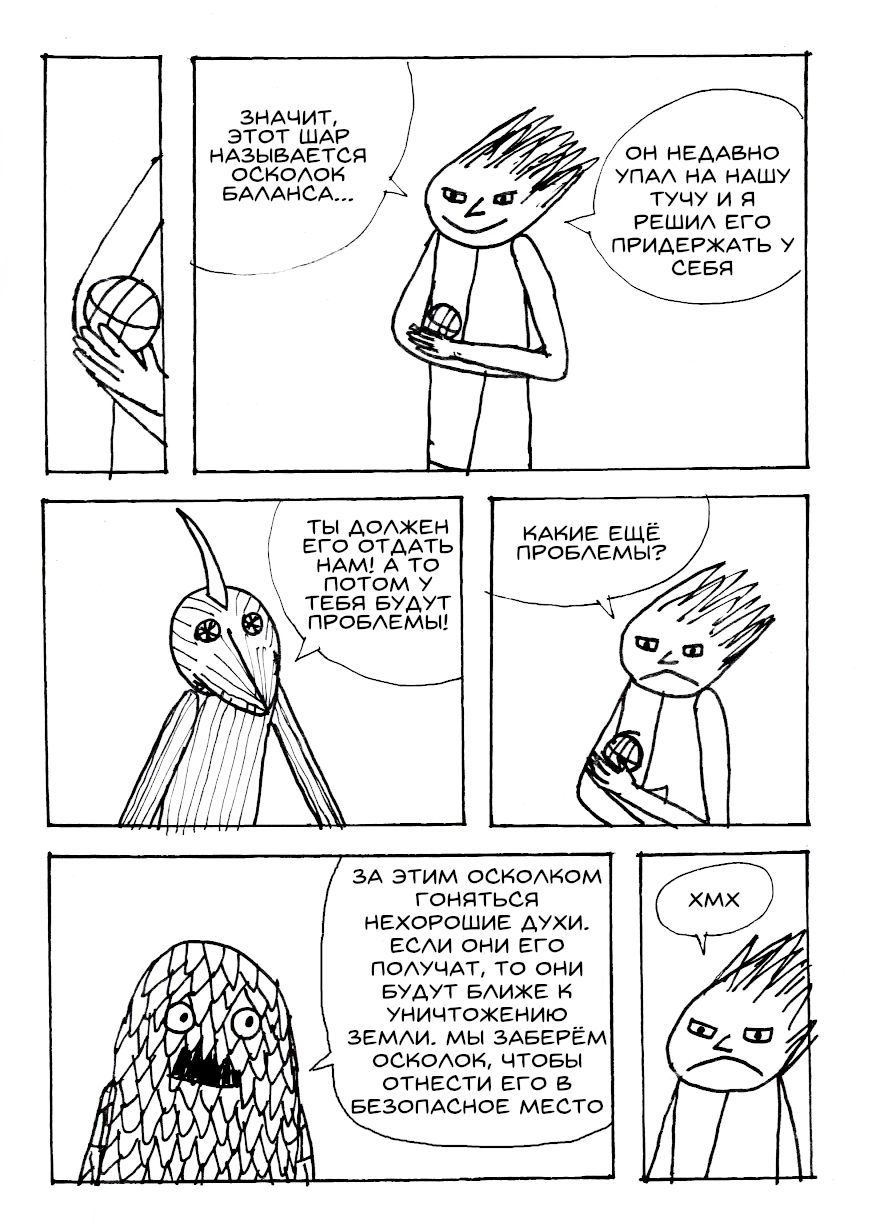 ЗНАЧИТ,
ЭТОТ ШАР
НАЗЫВАЕТСЯ
ОСКОЛОК
БАЛАНСА...
ОН НЕДАВНО
УПАЛ НА НАШУ
ТУЧУ И Я
РЕШИЛ ЕГО
ПРИДЕРЖАТЬ У
СЕБЯ
ТЫ ДОЛЖЕН
ЕГО ОТДАТЬ
НАМ! А ТО
ПОТОМ У
ТЕБЯ БУДУТ
ПРОБЛЕМЫ!
КАКИЕ ЕЩЁ
ПРОБЛЕМЫ?
ЗА ЭТИМ ОСКОЛКОМ
ГОНЯТЬСЯ
НЕХОРОШИЕ ДУХИ.
ЕСЛИ ОНИ ЕГО
ПОЛУЧАТ, ТО ОНИ
БУДУТ БЛИЖЕ К
УНИЧТОЖЕНИЮ
ЗЕМЛИ. МЫ ЗАБЕРЁМ
ОСКОЛОК, ЧТОБЫ
ОТНЕСТИ ЕГО В
БЕЗОПАСНОЕ МЕСТО
ХМХ